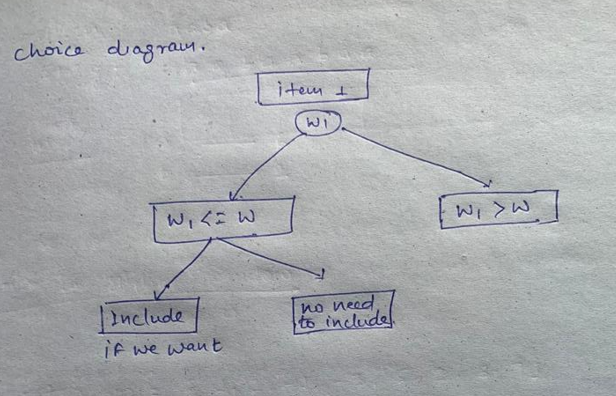 choice diagram.
item 1
W1
W1 <= W
W1 > W
Include
if we want
no need
to include